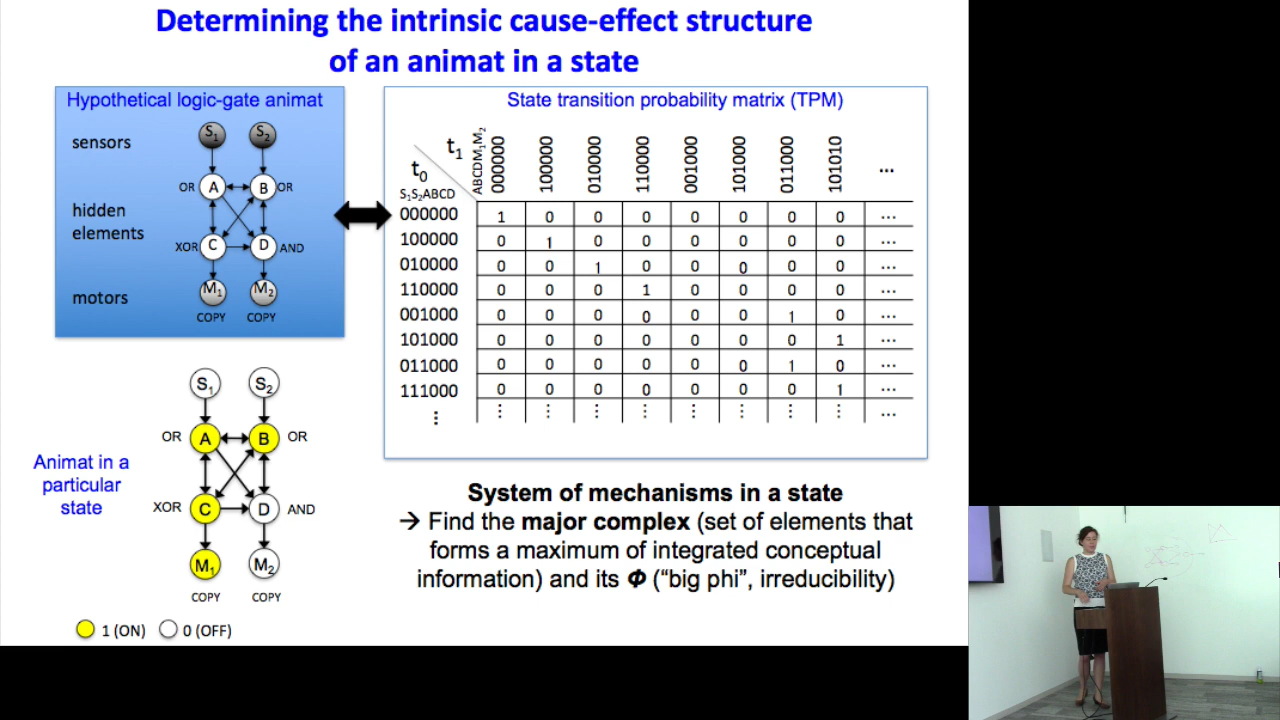 Determining the intrinsic cause-effect structure
of an animat in a state
Hypothetical logic-gate animat
sensors
S1 S2
OR A B OR
hidden
elements
XOR C D AND
motors
M1 M2
COPY COPY
State transition probability matrix (TPM)
t1
t0
S1S2ABCD
ABCDM1M2
000000 100000 010000 110000 001000 101000 011000 101010 ...
000000 1 0 0 0 0 0 0 0 ...
100000 0 1 0 0 0 0 0 0 ...
010000 0 0 1 0 0 0 0 0 ...
110000 0 0 0 1 0 0 0 0 ...
001000 0 0 0 0 0 0 1 0 ...
101000 0 0 0 0 0 0 0 1 ...
011000 0 0 0 0 0 0 1 0 ...
111000 0 0 0 0 0 0 0 1 ...
⋮ ⋮ ⋮ ⋮ ⋮ ⋮ ⋮ ⋮ ⋮ ...
Animat in a
particular
state
S1 S2
OR A B OR
XOR C D AND
M1 M2
COPY COPY
1 (ON) 0 (OFF)
System of mechanisms in a state
→ Find the major complex (set of elements that
forms a maximum of integrated conceptual
information) and its Φ (“big phi”, irreducibility)